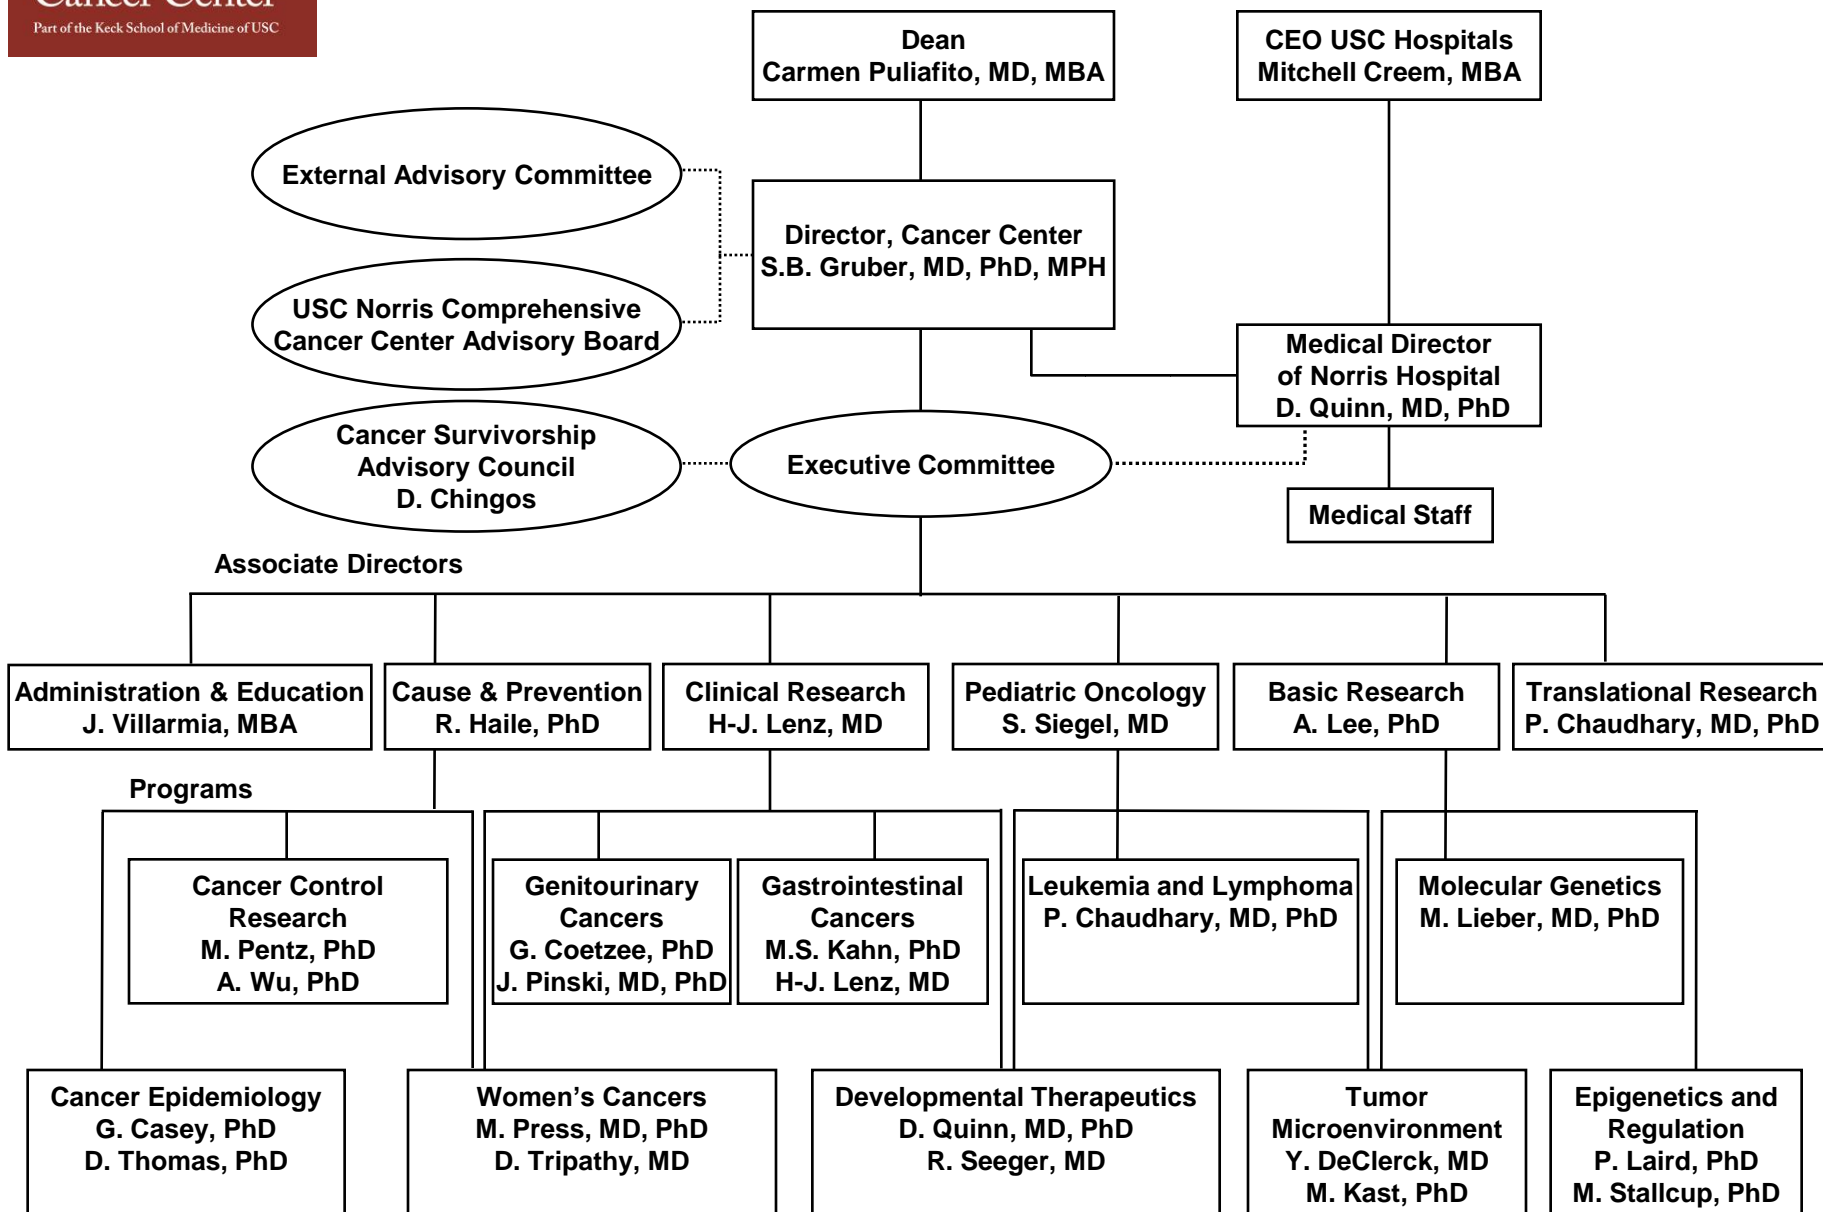 Cancer Center
Part of the Keck School of Medicine of USC
Dean
Carmen Puliafito, MD, MBA
CEO USC Hospitals
Mitchell Creem, MBA
External Advisory Committee
Director, Cancer Center
S.B. Gruber, MD, PhD, MPH
USC Norris Comprehensive
Cancer Center Advisory Board
Medical Director
of Norris Hospital
D. Quinn, MD, PhD
Cancer Survivorship
Advisory Council
D. Chingos
Executive Committee
Medical Staff
Associate Directors
Administration & Education
J. Villarmia, MBA
Cause & Prevention
R. Haile, PhD
Clinical Research
H-J. Lenz, MD
Pediatric Oncology
S. Siegel, MD
Basic Research
A. Lee, PhD
Translational Research
P. Chaudhary, MD, PhD
Programs
Cancer Control
Research
M. Pentz, PhD
A. Wu, PhD
Genitourinary
Cancers
G. Coetzee, PhD
J. Pinski, MD, PhD
Gastrointestinal
Cancers
M.S. Kahn, PhD
H-J. Lenz, MD
Leukemia and Lymphoma
P. Chaudhary, MD, PhD
Molecular Genetics
M. Lieber, MD, PhD
Cancer Epidemiology
G. Casey, PhD
D. Thomas, PhD
Women's Cancers
M. Press, MD, PhD
D. Tripathy, MD
Developmental Therapeutics
D. Quinn, MD, PhD
R. Seeger, MD
Tumor
Microenvironment
Y. DeClerck, MD
M. Kast, PhD
Epigenetics and
Regulation
P. Laird, PhD
M. Stallcup, PhD